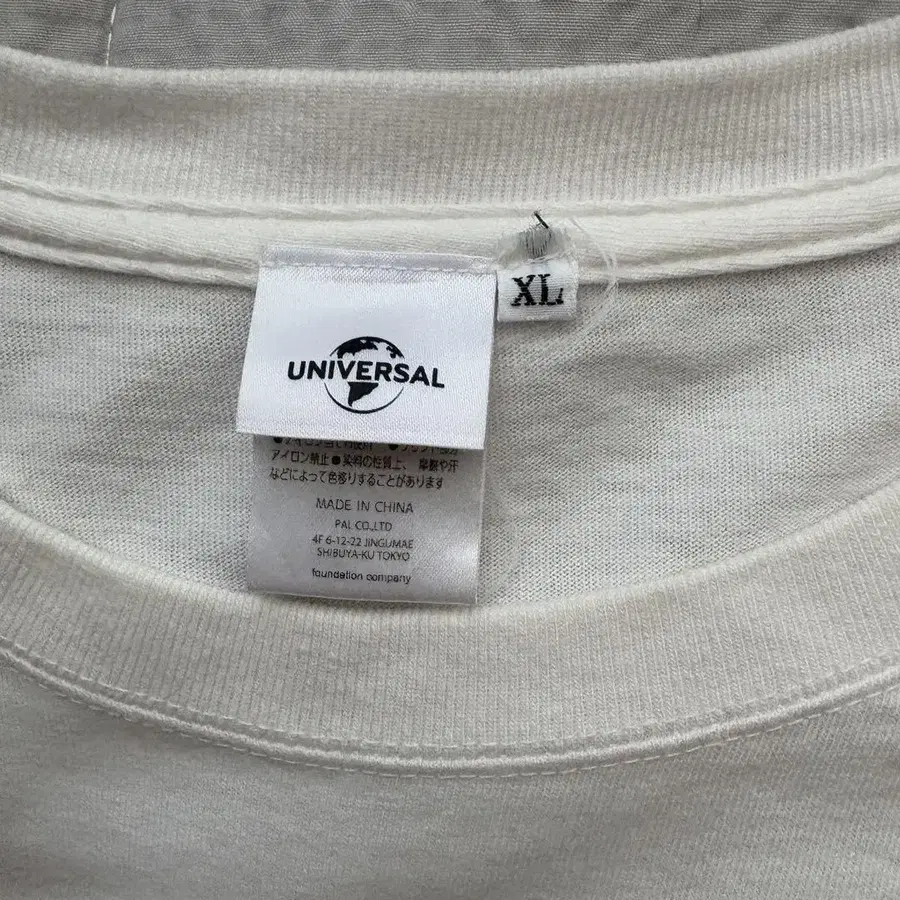 XL
UNIVERSAL
アイロン禁止 ● 染料の性質上、 摩擦や汗
などによって色移りすることがあります
MADE IN CHINA
PAL CO.,LTD
4F 6-12-22 JINGUMAE
SHIBUYA-KU TOKYO
foundation company